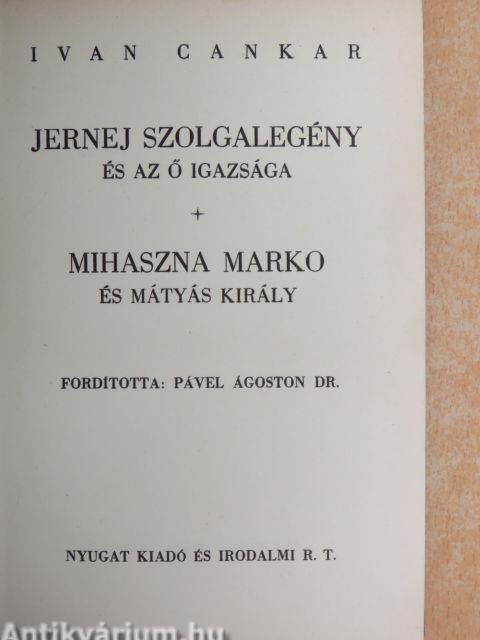 IVAN CANKAR
JERNEJ SZOLGALEGÉNY
ÉS AZ Ő IGAZSÁGA
+
MIHASZNA MARKO
ÉS MÁTYÁS KIRÁLY
FORDÍTOTTA: PÁVEL ÁGOSTON DR.
NYUGAT KIADÓ ÉS IRODALMI R. T.
Antikvárium.hu